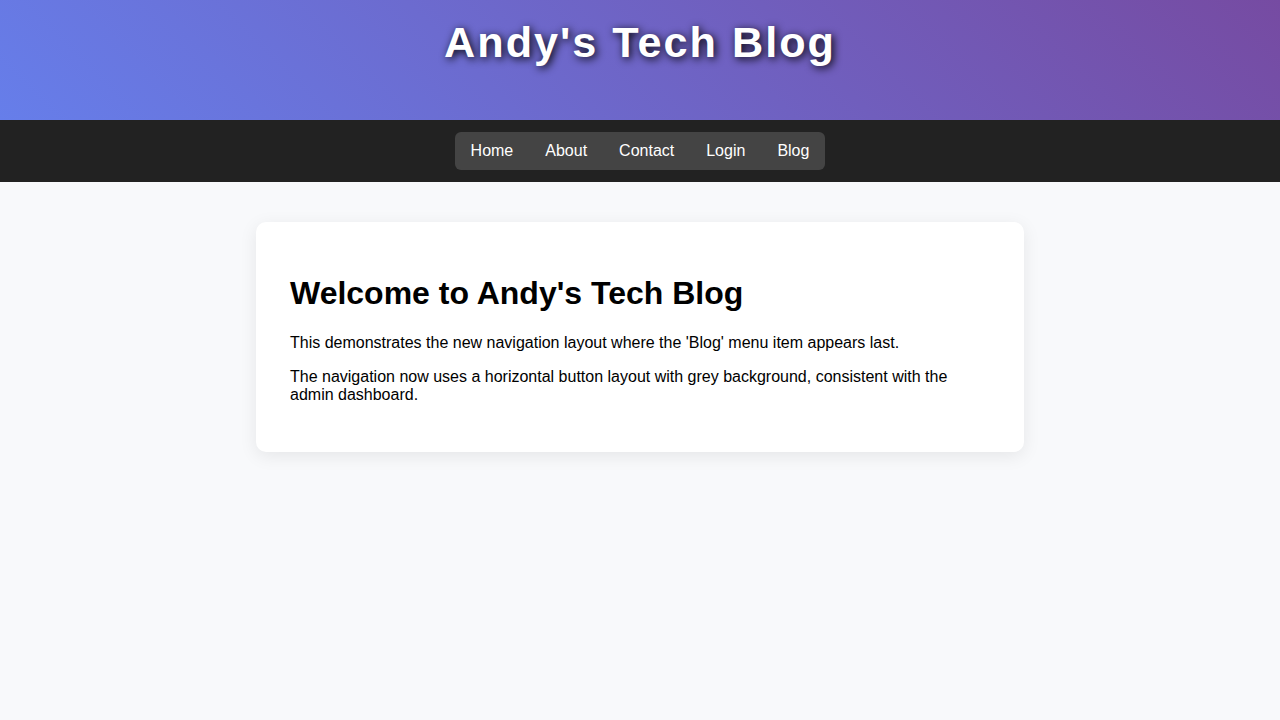 Andy's Tech Blog
Home About Contact Login Blog
Welcome to Andy's Tech Blog
This demonstrates the new navigation layout where the 'Blog' menu item appears last.
The navigation now uses a horizontal button layout with grey background, consistent with the
admin dashboard.